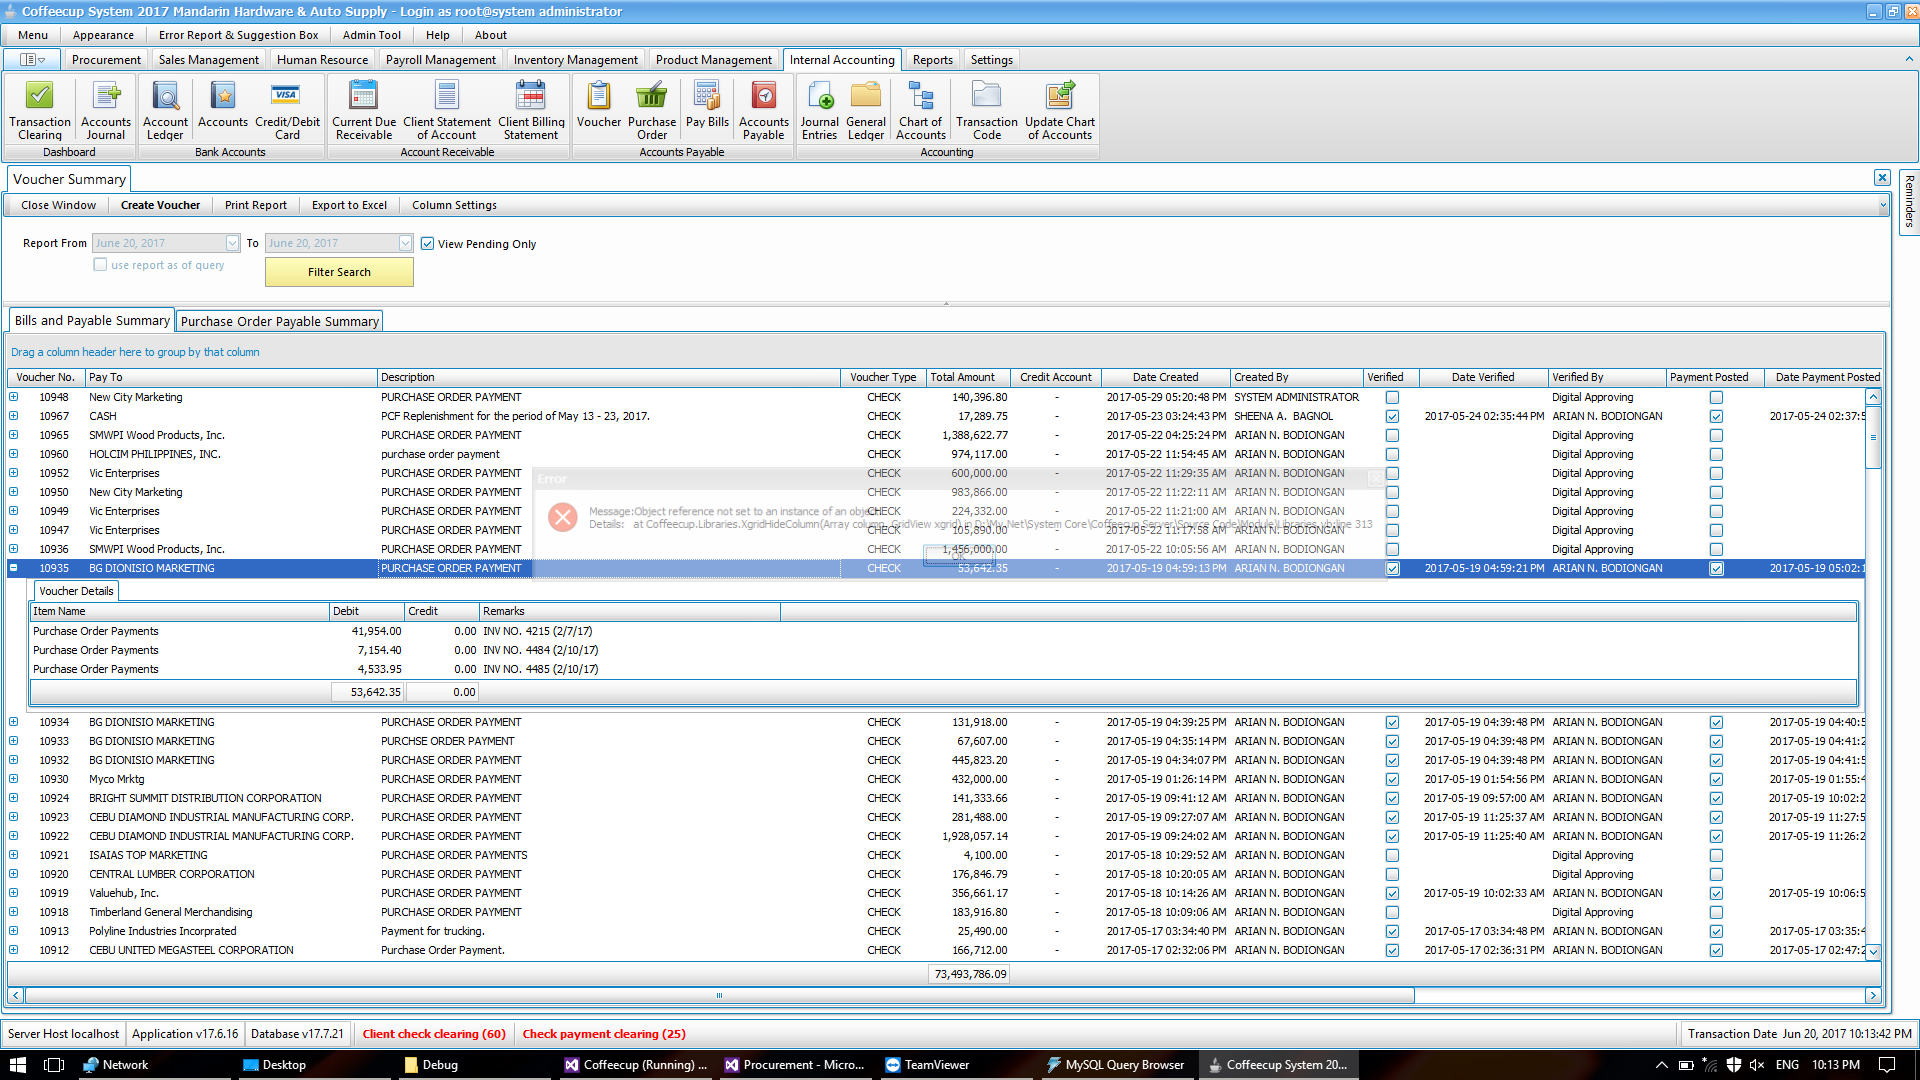 Coffeecup System 2017 Mandarin Hardware & Auto Supply - Login as root@system administrator
Menu Appearance Error Report & Suggestion Box Admin Tool Help About
Procurement Sales Management Human Resource Payroll Management Inventory Management Product Management Internal Accounting Reports Settings
Transaction Clearing Accounts Journal Account Ledger Accounts Credit/Debit Card Current Due Receivable Client Statement of Account Client Billing Statement Voucher Purchase Order Pay Bills Accounts Payable Journal Entries General Ledger Chart of Accounts Transaction Code Update Chart of Accounts
Dashboard Bank Accounts Account Receivable Accounts Payable Accounting
Voucher Summary
Reminders
Close Window Create Voucher Print Report Export to Excel Column Settings
Report From June 20, 2017 To June 20, 2017 View Pending Only
use report as of query Filter Search
Bills and Payable Summary Purchase Order Payable Summary
Drag a column header here to group by that column
Voucher No. Pay To Description Voucher Type Total Amount Credit Account Date Created Created By Verified Date Verified Verified By Payment Posted Date Payment Posted
10948 New City Marketing PURCHASE ORDER PAYMENT CHECK 140,396.80 - 2017-05-29 05:20:48 PM SYSTEM ADMINISTRATOR Digital Approving
10967 CASH PCF Replenishment for the period of May 13 - 23, 2017. CHECK 17,289.75 - 2017-05-23 03:24:43 PM SHEENA A. BAGNOL 2017-05-24 02:35:44 PM ARIAN N. BODIONGAN 2017-05-24 02:37:5
10965 SMWPI Wood Products, Inc. PURCHASE ORDER PAYMENT CHECK 1,388,622.77 - 2017-05-22 04:25:24 PM ARIAN N. BODIONGAN Digital Approving
10960 HOLCIM PHILIPPINES, INC. purchase order payment CHECK 974,117.00 - 2017-05-22 11:54:45 AM ARIAN N. BODIONGAN Digital Approving
10952 Vic Enterprises PURCHASE ORDER PAYMENT CHECK 600,000.00 - 2017-05-22 11:29:35 AM ARIAN N. BODIONGAN Digital Approving
10950 New City Marketing PURCHASE ORDER PAYMENT CHECK 983,866.00 - 2017-05-22 11:22:11 AM ARIAN N. BODIONGAN Digital Approving
10949 Vic Enterprises PURCHASE ORDER PAYMENT CHECK 224,332.00 - 2017-05-22 11:21:00 AM ARIAN N. BODIONGAN Digital Approving
10947 Vic Enterprises PURCHASE ORDER PAYMENT CHECK 105,890.00 - 2017-05-22 11:17:58 AM ARIAN N. BODIONGAN Digital Approving
10936 SMWPI Wood Products, Inc. PURCHASE ORDER PAYMENT CHECK 1,456,000.00 - 2017-05-22 10:05:56 AM ARIAN N. BODIONGAN Digital Approving
10935 BG DIONISIO MARKETING PURCHASE ORDER PAYMENT CHECK 53,642.35 - 2017-05-19 04:59:13 PM ARIAN N. BODIONGAN 2017-05-19 04:59:21 PM ARIAN N. BODIONGAN 2017-05-19 05:02:1
Error
Message:Object reference not set to an instance of an object.
Details: at Coffeecup.Libraries.XgridHideColumn(Array column, GridView xgrid) in D:\My Net\System Core\Coffeecup Server\Source Code\Module\Libraries.vb:line 313
OK
Voucher Details
Item Name Debit Credit Remarks
Purchase Order Payments 41,954.00 0.00 INV NO. 4215 (2/7/17)
Purchase Order Payments 7,154.40 0.00 INV NO. 4484 (2/10/17)
Purchase Order Payments 4,533.95 0.00 INV NO. 4485 (2/10/17)
53,642.35 0.00
10934 BG DIONISIO MARKETING PURCHASE ORDER PAYMENT CHECK 131,918.00 - 2017-05-19 04:39:25 PM ARIAN N. BODIONGAN 2017-05-19 04:39:48 PM ARIAN N. BODIONGAN 2017-05-19 04:40:5
10933 BG DIONISIO MARKETING PURCHSE ORDER PAYMENT CHECK 67,607.00 - 2017-05-19 04:35:14 PM ARIAN N. BODIONGAN 2017-05-19 04:39:48 PM ARIAN N. BODIONGAN 2017-05-19 04:41:2
10932 BG DIONISIO MARKETING PURCHASE ORDER PAYMENT CHECK 445,823.20 - 2017-05-19 04:34:07 PM ARIAN N. BODIONGAN 2017-05-19 04:39:48 PM ARIAN N. BODIONGAN 2017-05-19 04:41:5
10930 Myco Mrktg PURCHASE ORDER PAYMENT CHECK 432,000.00 - 2017-05-19 01:26:14 PM ARIAN N. BODIONGAN 2017-05-19 01:54:56 PM ARIAN N. BODIONGAN 2017-05-19 01:55:4
10924 BRIGHT SUMMIT DISTRIBUTION CORPORATION PURCHASE ORDER PAYMENT CHECK 141,333.66 - 2017-05-19 09:41:12 AM ARIAN N. BODIONGAN 2017-05-19 09:57:00 AM ARIAN N. BODIONGAN 2017-05-19 10:02:2
10923 CEBU DIAMOND INDUSTRIAL MANUFACTURING CORP. PURCHASE ORDER PAYMENT CHECK 281,488.00 - 2017-05-19 09:27:07 AM ARIAN N. BODIONGAN 2017-05-19 11:25:37 AM ARIAN N. BODIONGAN 2017-05-19 11:27:5
10922 CEBU DIAMOND INDUSTRIAL MANUFACTURING CORP. PURCHASE ORDER PAYMENT CHECK 1,928,057.14 - 2017-05-19 09:24:02 AM ARIAN N. BODIONGAN 2017-05-19 11:25:40 AM ARIAN N. BODIONGAN 2017-05-19 11:26:2
10921 ISAIAS TOP MARKETING PURCHASE ORDER PAYMENTS CHECK 4,100.00 - 2017-05-18 10:29:52 AM ARIAN N. BODIONGAN Digital Approving
10920 CENTRAL LUMBER CORPORATION PURCHASE ORDER PAYMENT CHECK 176,846.79 - 2017-05-18 10:20:05 AM ARIAN N. BODIONGAN Digital Approving
10919 Valuehub, Inc. PURCHASE ORDER PAYMENT CHECK 356,661.17 - 2017-05-18 10:14:26 AM ARIAN N. BODIONGAN 2017-05-19 10:02:33 AM ARIAN N. BODIONGAN 2017-05-19 10:06:5
10918 Timberland General Merchandising PURCHASE ORDER PAYMENT CHECK 183,916.80 - 2017-05-18 10:09:06 AM ARIAN N. BODIONGAN Digital Approving
10913 Polyline Industries Incorprated Payment for trucking. CHECK 25,490.00 - 2017-05-17 03:34:40 PM ARIAN N. BODIONGAN 2017-05-17 03:34:48 PM ARIAN N. BODIONGAN 2017-05-17 03:35:4
10912 CEBU UNITED MEGASTEEL CORPORATION Purchase Order Payment. CHECK 166,712.00 - 2017-05-17 02:32:06 PM ARIAN N. BODIONGAN 2017-05-17 02:36:31 PM ARIAN N. BODIONGAN 2017-05-17 02:47:2
73,493,786.09
Server Host localhost Application v17.6.16 Database v17.7.21 Client check clearing (60) Check payment clearing (25) Transaction Date Jun 20, 2017 10:13:42 PM
Network Desktop Debug Coffeecup (Running) ... Procurement - Micro... TeamViewer MySQL Query Browser Coffeecup System 20... ENG 10:13 PM